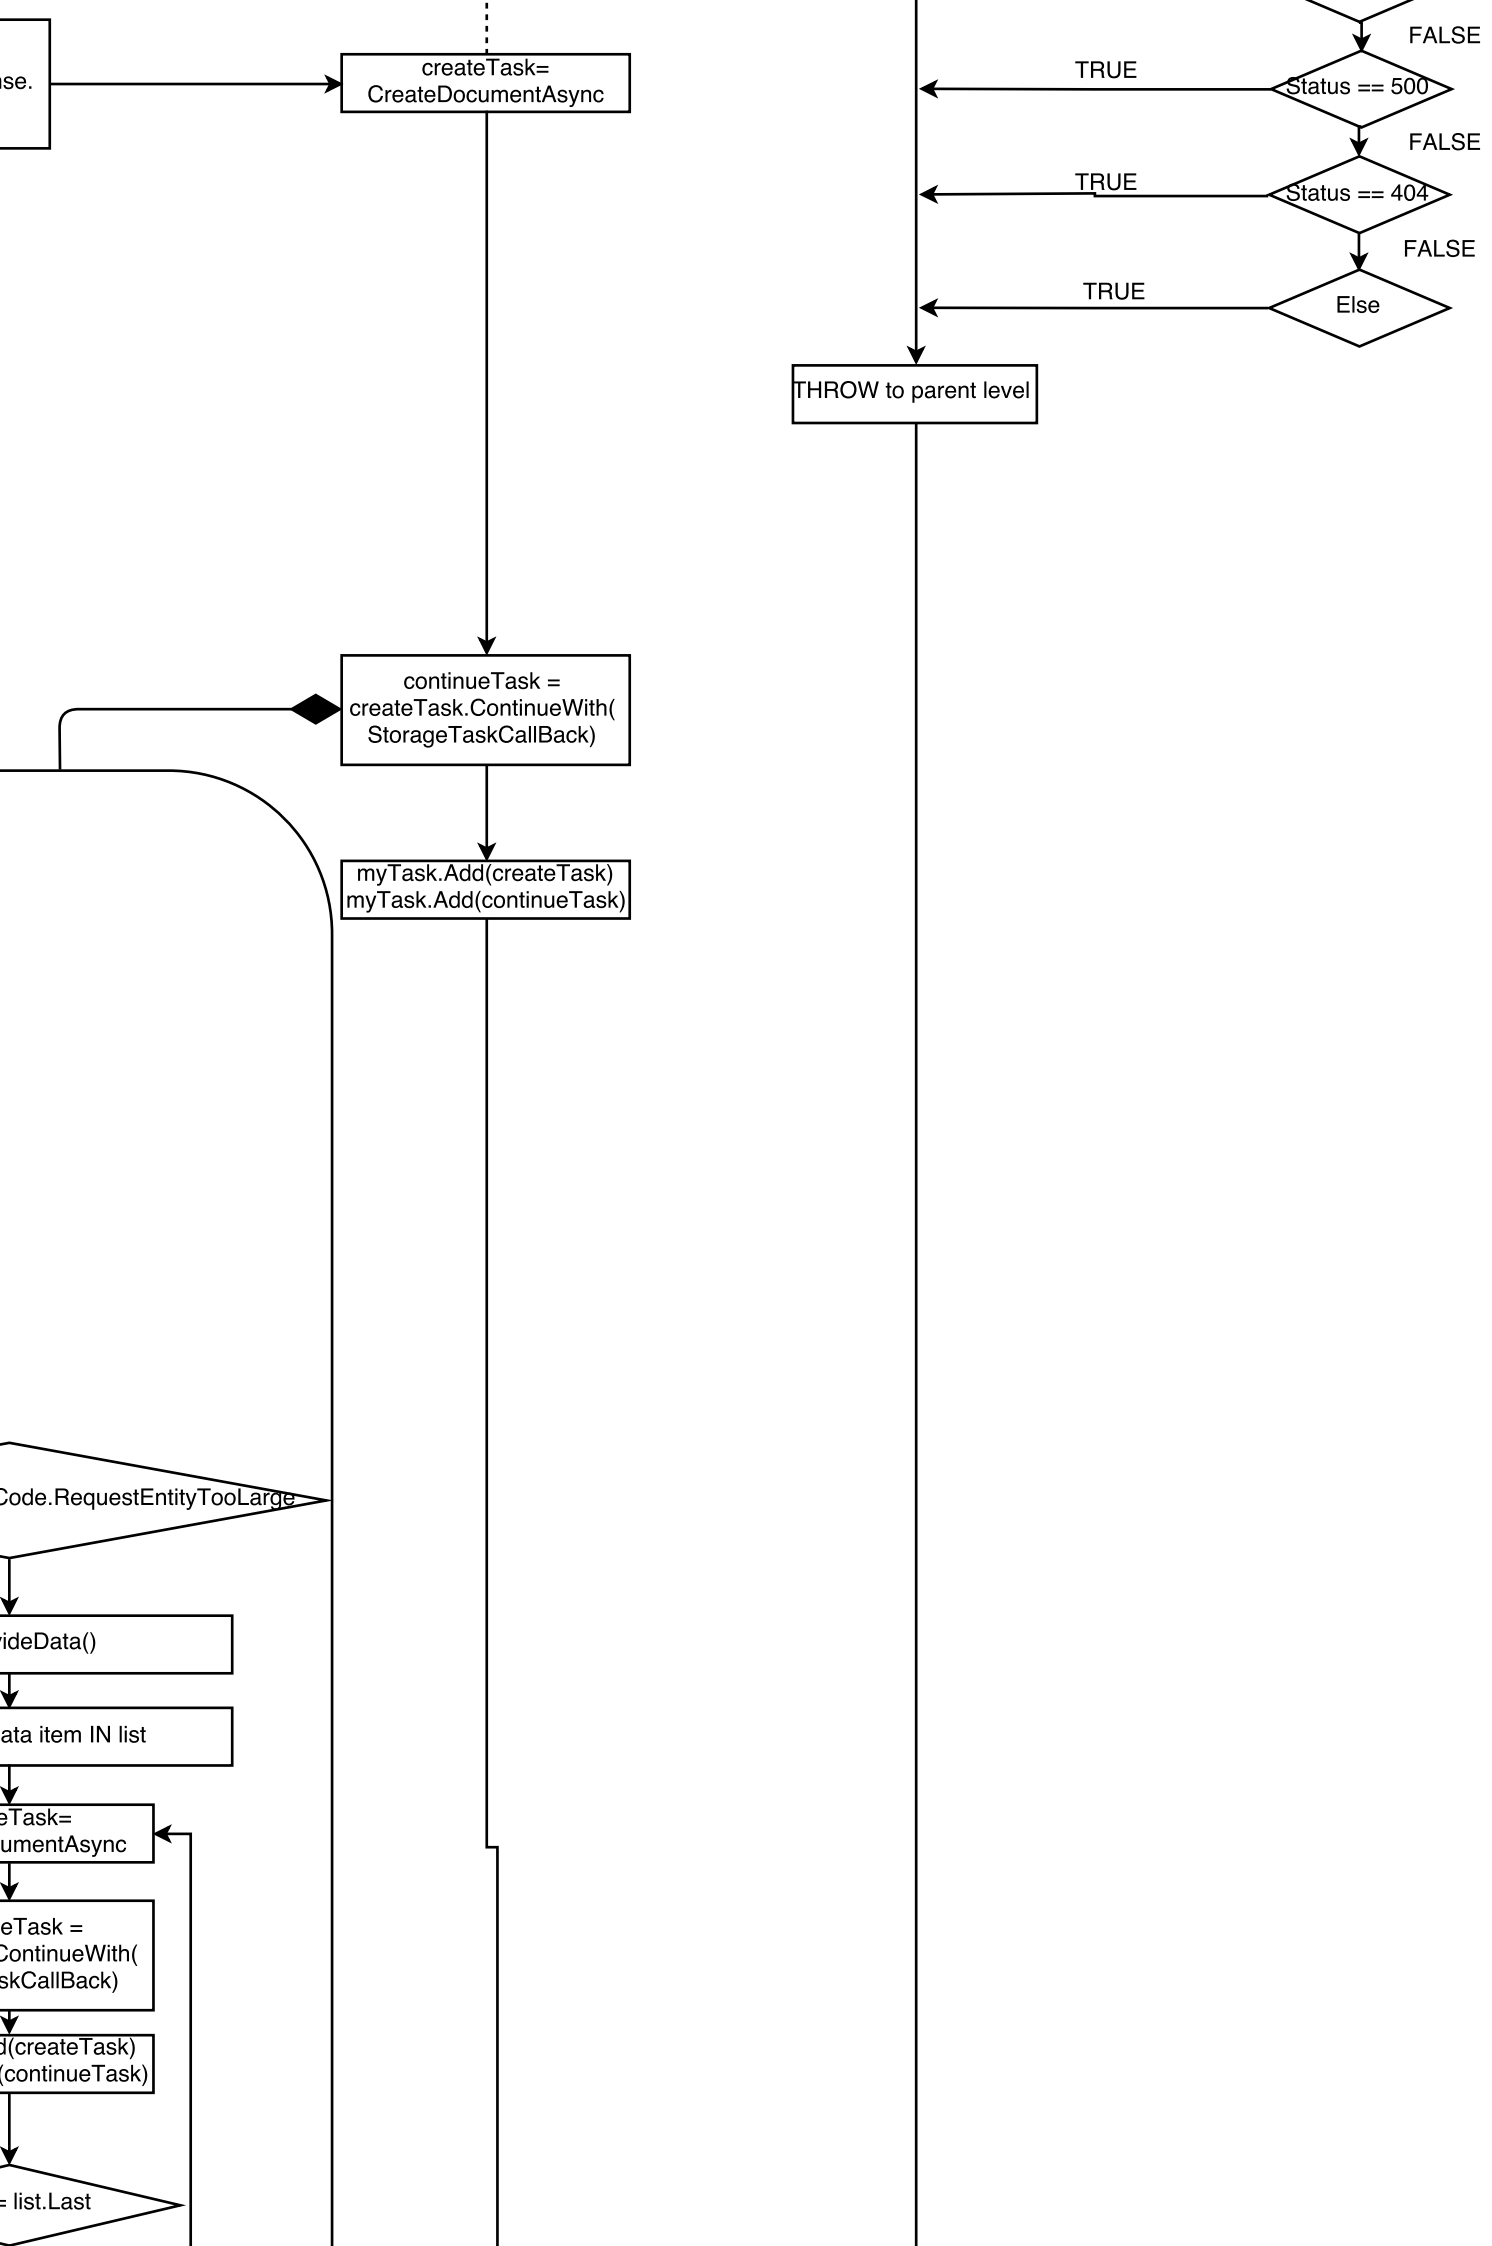 nse.
createTask=
CreateDocumentAsync
FALSE
TRUE
Status == 500
FALSE
TRUE
Status == 404
FALSE
TRUE
Else
THROW to parent level
continueTask =
createTask.ContinueWith(
StorageTaskCallBack)
myTask.Add(createTask)
myTask.Add(continueTask)
Code.RequestEntityTooLarge
videData()
ata item IN list
eTask=
umentAsync
eTask =
ContinueWith(
skCallBack)
d(createTask)
(continueTask)
= list.Last